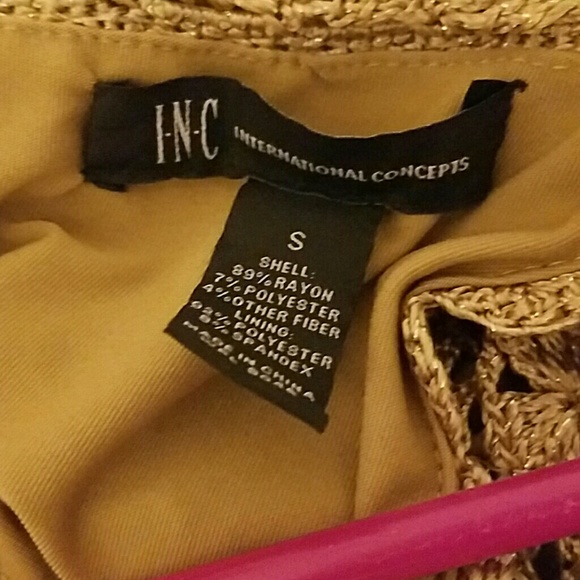 I·N·C INTERNATIONAL CONCEPTS
S
SHELL:
89% RAYON
7% POLYESTER
4% OTHER FIBER
LINING:
92% POLYESTER
8% SPANDEX
MADE IN CHINA